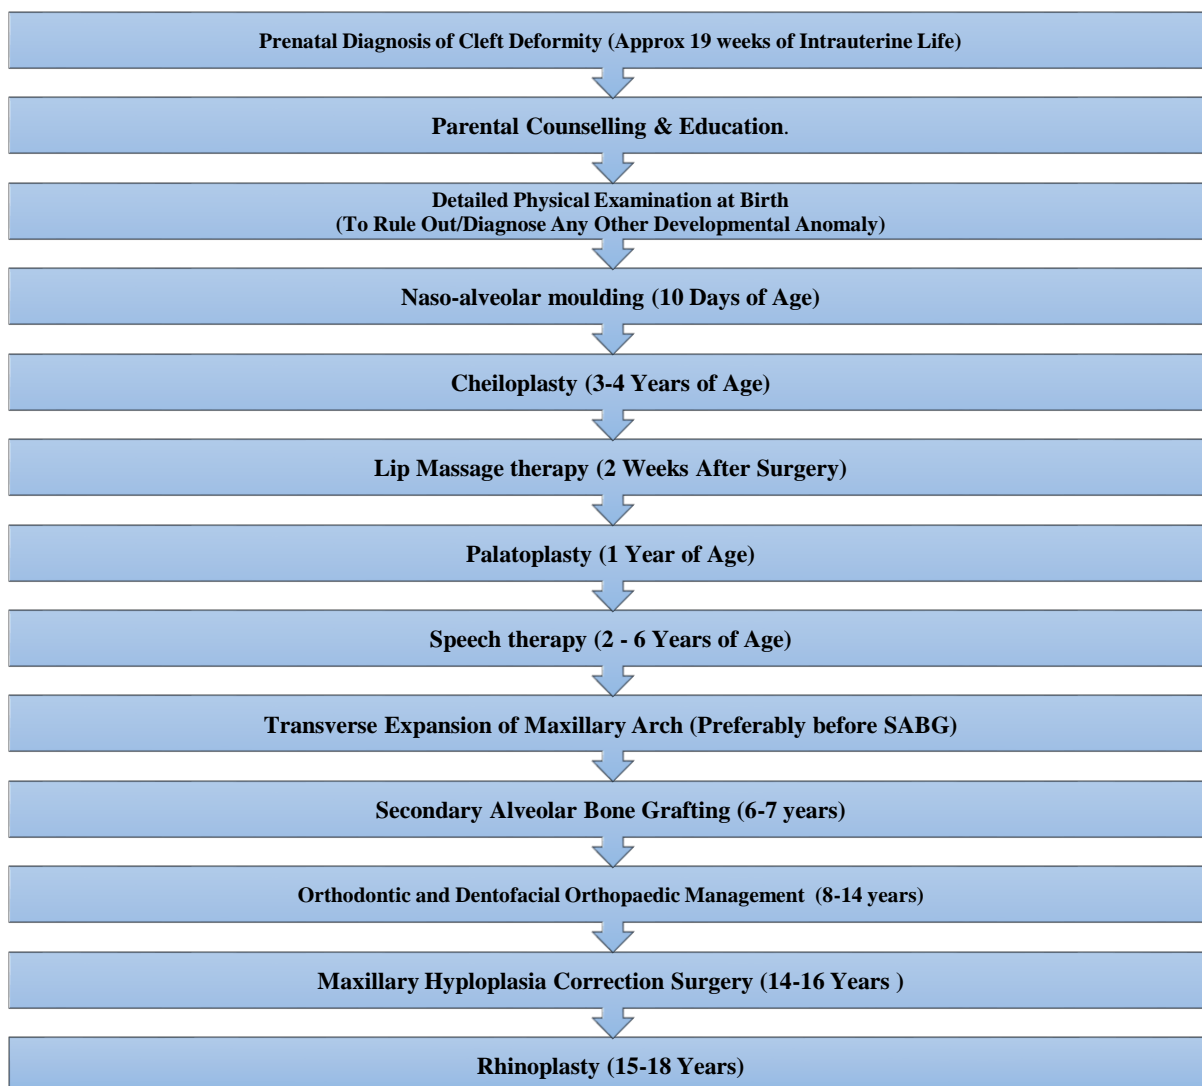 Prenatal Diagnosis of Cleft Deformity (Approx 19 weeks of Intrauterine Life)
Parental Counselling & Education.
Detailed Physical Examination at Birth
(To Rule Out/Diagnose Any Other Developmental Anomaly)
Naso-alveolar moulding (10 Days of Age)
Cheiloplasty (3-4 Years of Age)
Lip Massage therapy (2 Weeks After Surgery)
Palatoplasty (1 Year of Age)
Speech therapy (2 - 6 Years of Age)
Transverse Expansion of Maxillary Arch (Preferably before SABG)
Secondary Alveolar Bone Grafting (6-7 years)
Orthodontic and Dentofacial Orthopaedic Management (8-14 years)
Maxillary Hyploplasia Correction Surgery (14-16 Years )
Rhinoplasty (15-18 Years)